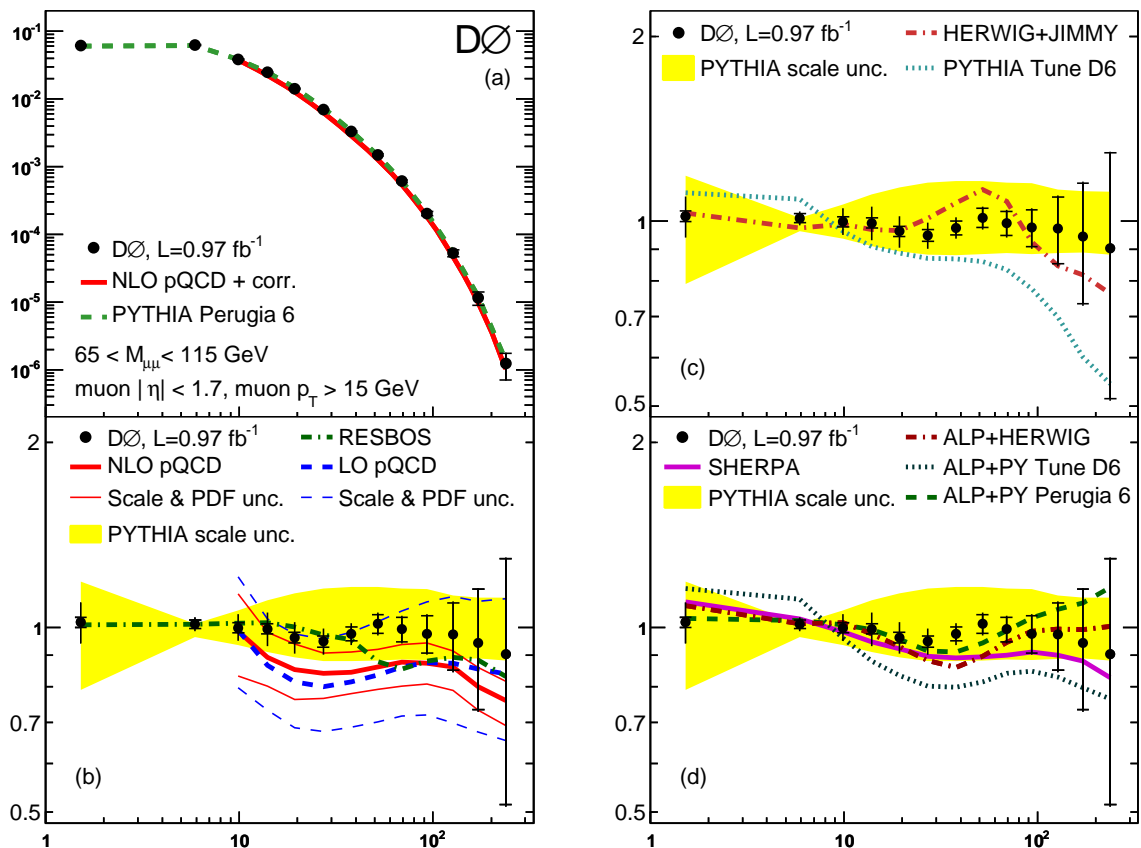 10⁻¹
10⁻²
10⁻³
10⁻⁴
10⁻⁵
10⁻⁶
DØ
(a)
DØ, L=0.97 fb⁻¹
NLO pQCD + corr.
PYTHIA Perugia 6
65 < M_μμ < 115 GeV
muon | η| < 1.7, muon p_T > 15 GeV
2
1
0.7
0.5
DØ, L=0.97 fb⁻¹
HERWIG+JIMMY
PYTHIA scale unc.
PYTHIA Tune D6
(c)
2
1
0.7
0.5
DØ, L=0.97 fb⁻¹
RESBOS
NLO pQCD
LO pQCD
Scale & PDF unc.
Scale & PDF unc.
PYTHIA scale unc.
(b)
1
10
10²
2
1
0.7
0.5
DØ, L=0.97 fb⁻¹
ALP+HERWIG
SHERPA
ALP+PY Tune D6
PYTHIA scale unc.
ALP+PY Perugia 6
(d)
1
10
10²